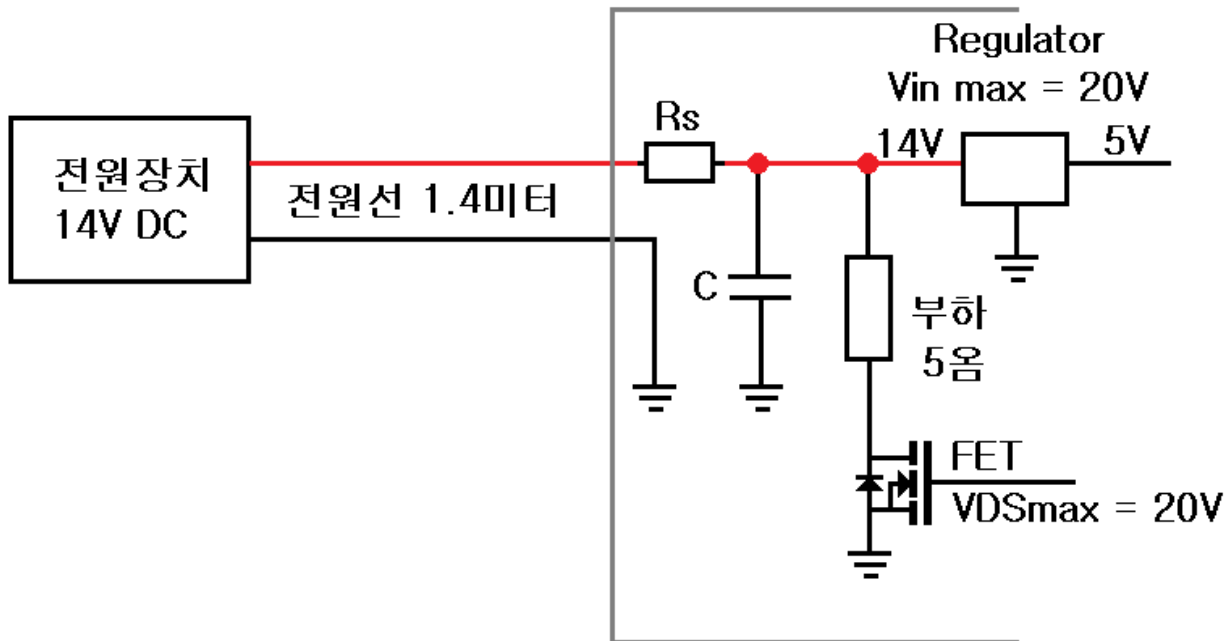 Regulator
Vin max = 20V
Rs
14V
5V
전원장치
14V DC
전원선 1.4미터
C
부하
5옴
FET
VDSmax = 20V